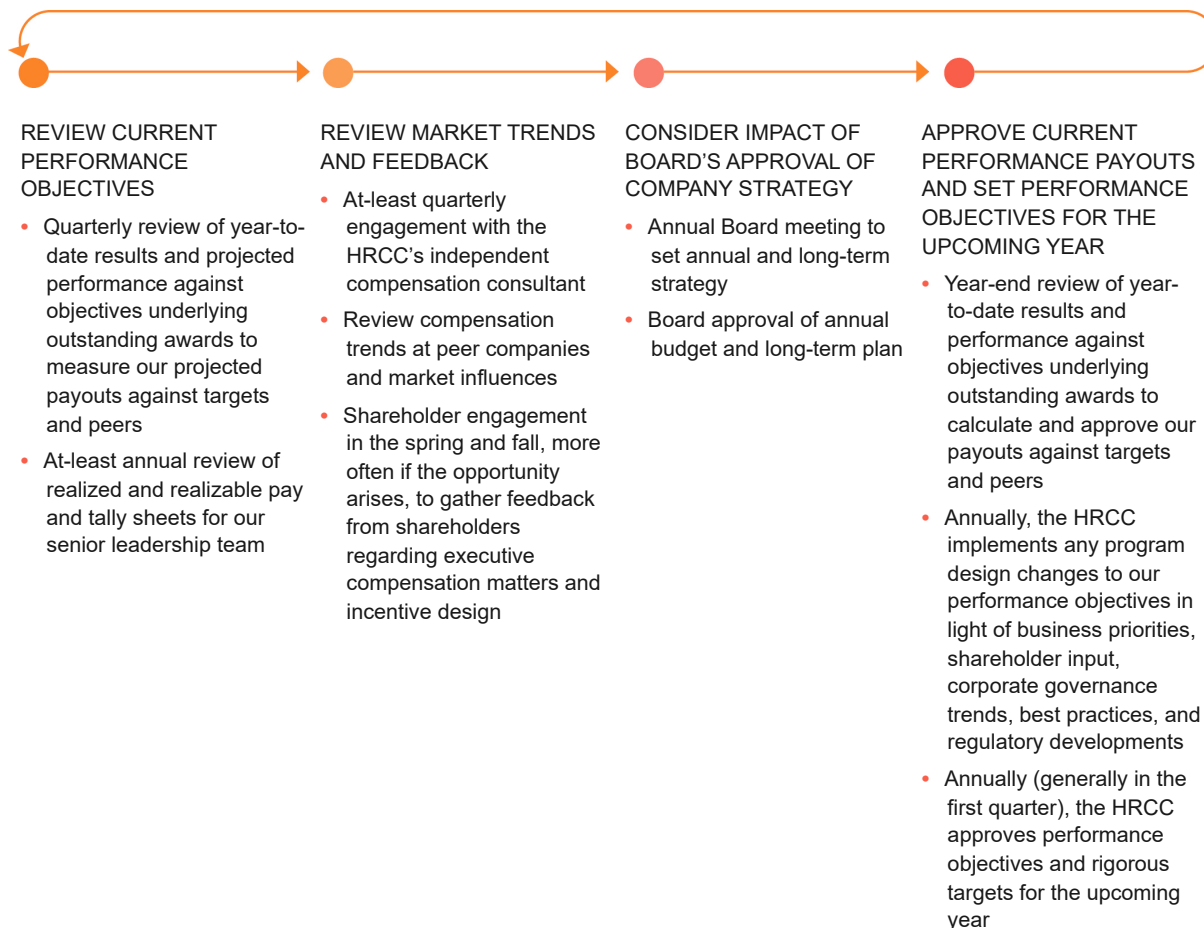 REVIEW CURRENT
PERFORMANCE
OBJECTIVES
• Quarterly review of year-to-
date results and projected
performance against
objectives underlying
outstanding awards to
measure our projected
payouts against targets
and peers
• At-least annual review of
realized and realizable pay
and tally sheets for our
senior leadership team
REVIEW MARKET TRENDS
AND FEEDBACK
• At-least quarterly
engagement with the
HRCC’s independent
compensation consultant
• Review compensation
trends at peer companies
and market influences
• Shareholder engagement
in the spring and fall, more
often if the opportunity
arises, to gather feedback
from shareholders
regarding executive
compensation matters and
incentive design
CONSIDER IMPACT OF
BOARD’S APPROVAL OF
COMPANY STRATEGY
• Annual Board meeting to
set annual and long-term
strategy
• Board approval of annual
budget and long-term plan
APPROVE CURRENT
PERFORMANCE PAYOUTS
AND SET PERFORMANCE
OBJECTIVES FOR THE
UPCOMING YEAR
• Year-end review of year-
to-date results and
performance against
objectives underlying
outstanding awards to
calculate and approve our
payouts against targets
and peers
• Annually, the HRCC
implements any program
design changes to our
performance objectives in
light of business priorities,
shareholder input,
corporate governance
trends, best practices, and
regulatory developments
• Annually (generally in the
first quarter), the HRCC
approves performance
objectives and rigorous
targets for the upcoming
year